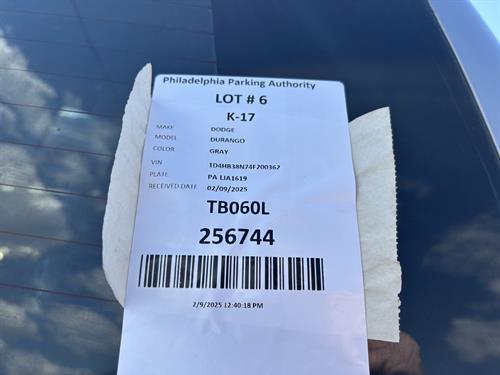 Philadelphia Parking Authority
LOT # 6
K-17
MAKE DODGE
MODEL DURANGO
COLOR GRAY
VIN 1D4HB38N74F200362
PLATE PA LJA1619
RECEIVED DATE 02/09/2025
TB060L
256744
2/9/2025 12:40:18 PM